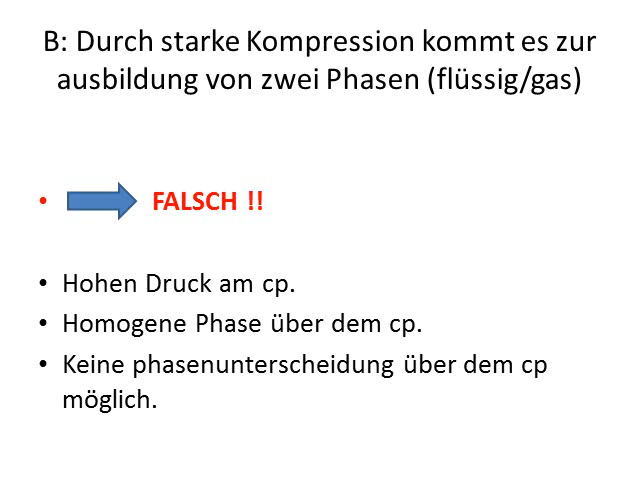 B: Durch starke Kompression kommt es zur
ausbildung von zwei Phasen (flüssig/gas)
• FALSCH !!
• Hohen Druck am cp.
• Homogene Phase über dem cp.
• Keine phasenunterscheidung über dem cp
möglich.